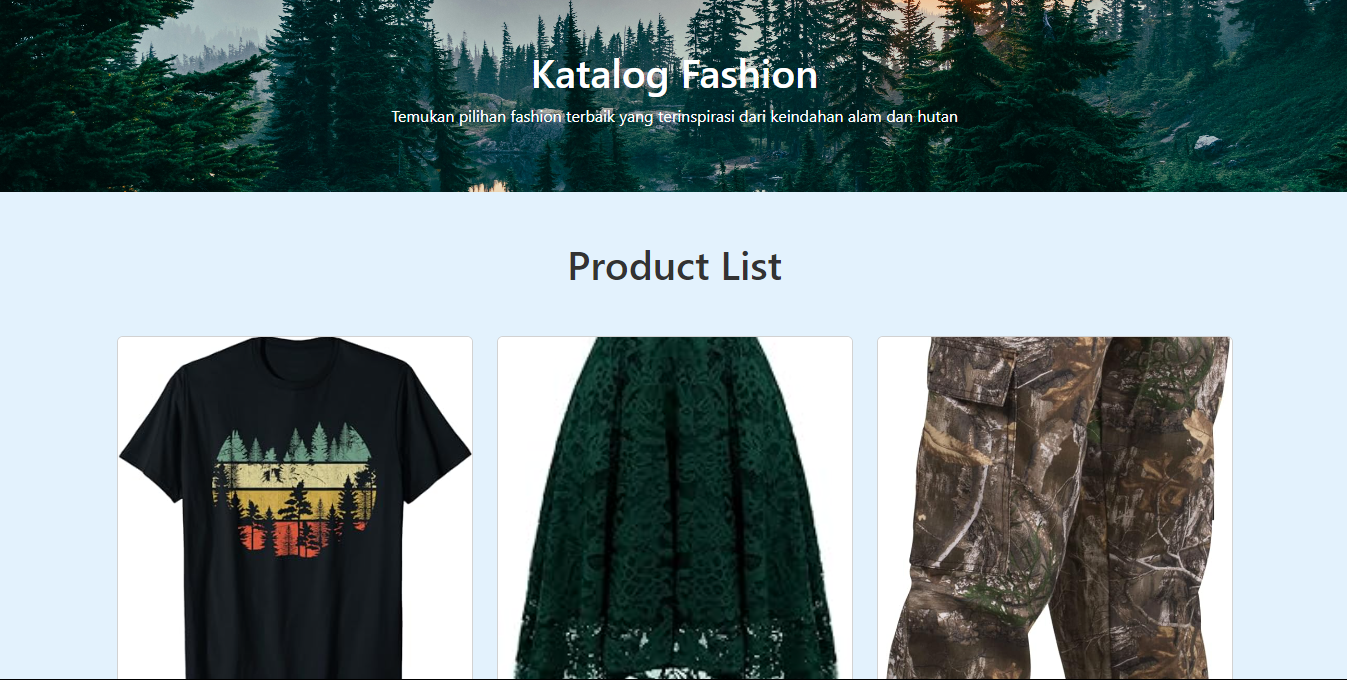 Katalog Fashion
Temukan pilihan fashion terbaik yang terinspirasi dari keindahan alam dan hutan
Product List